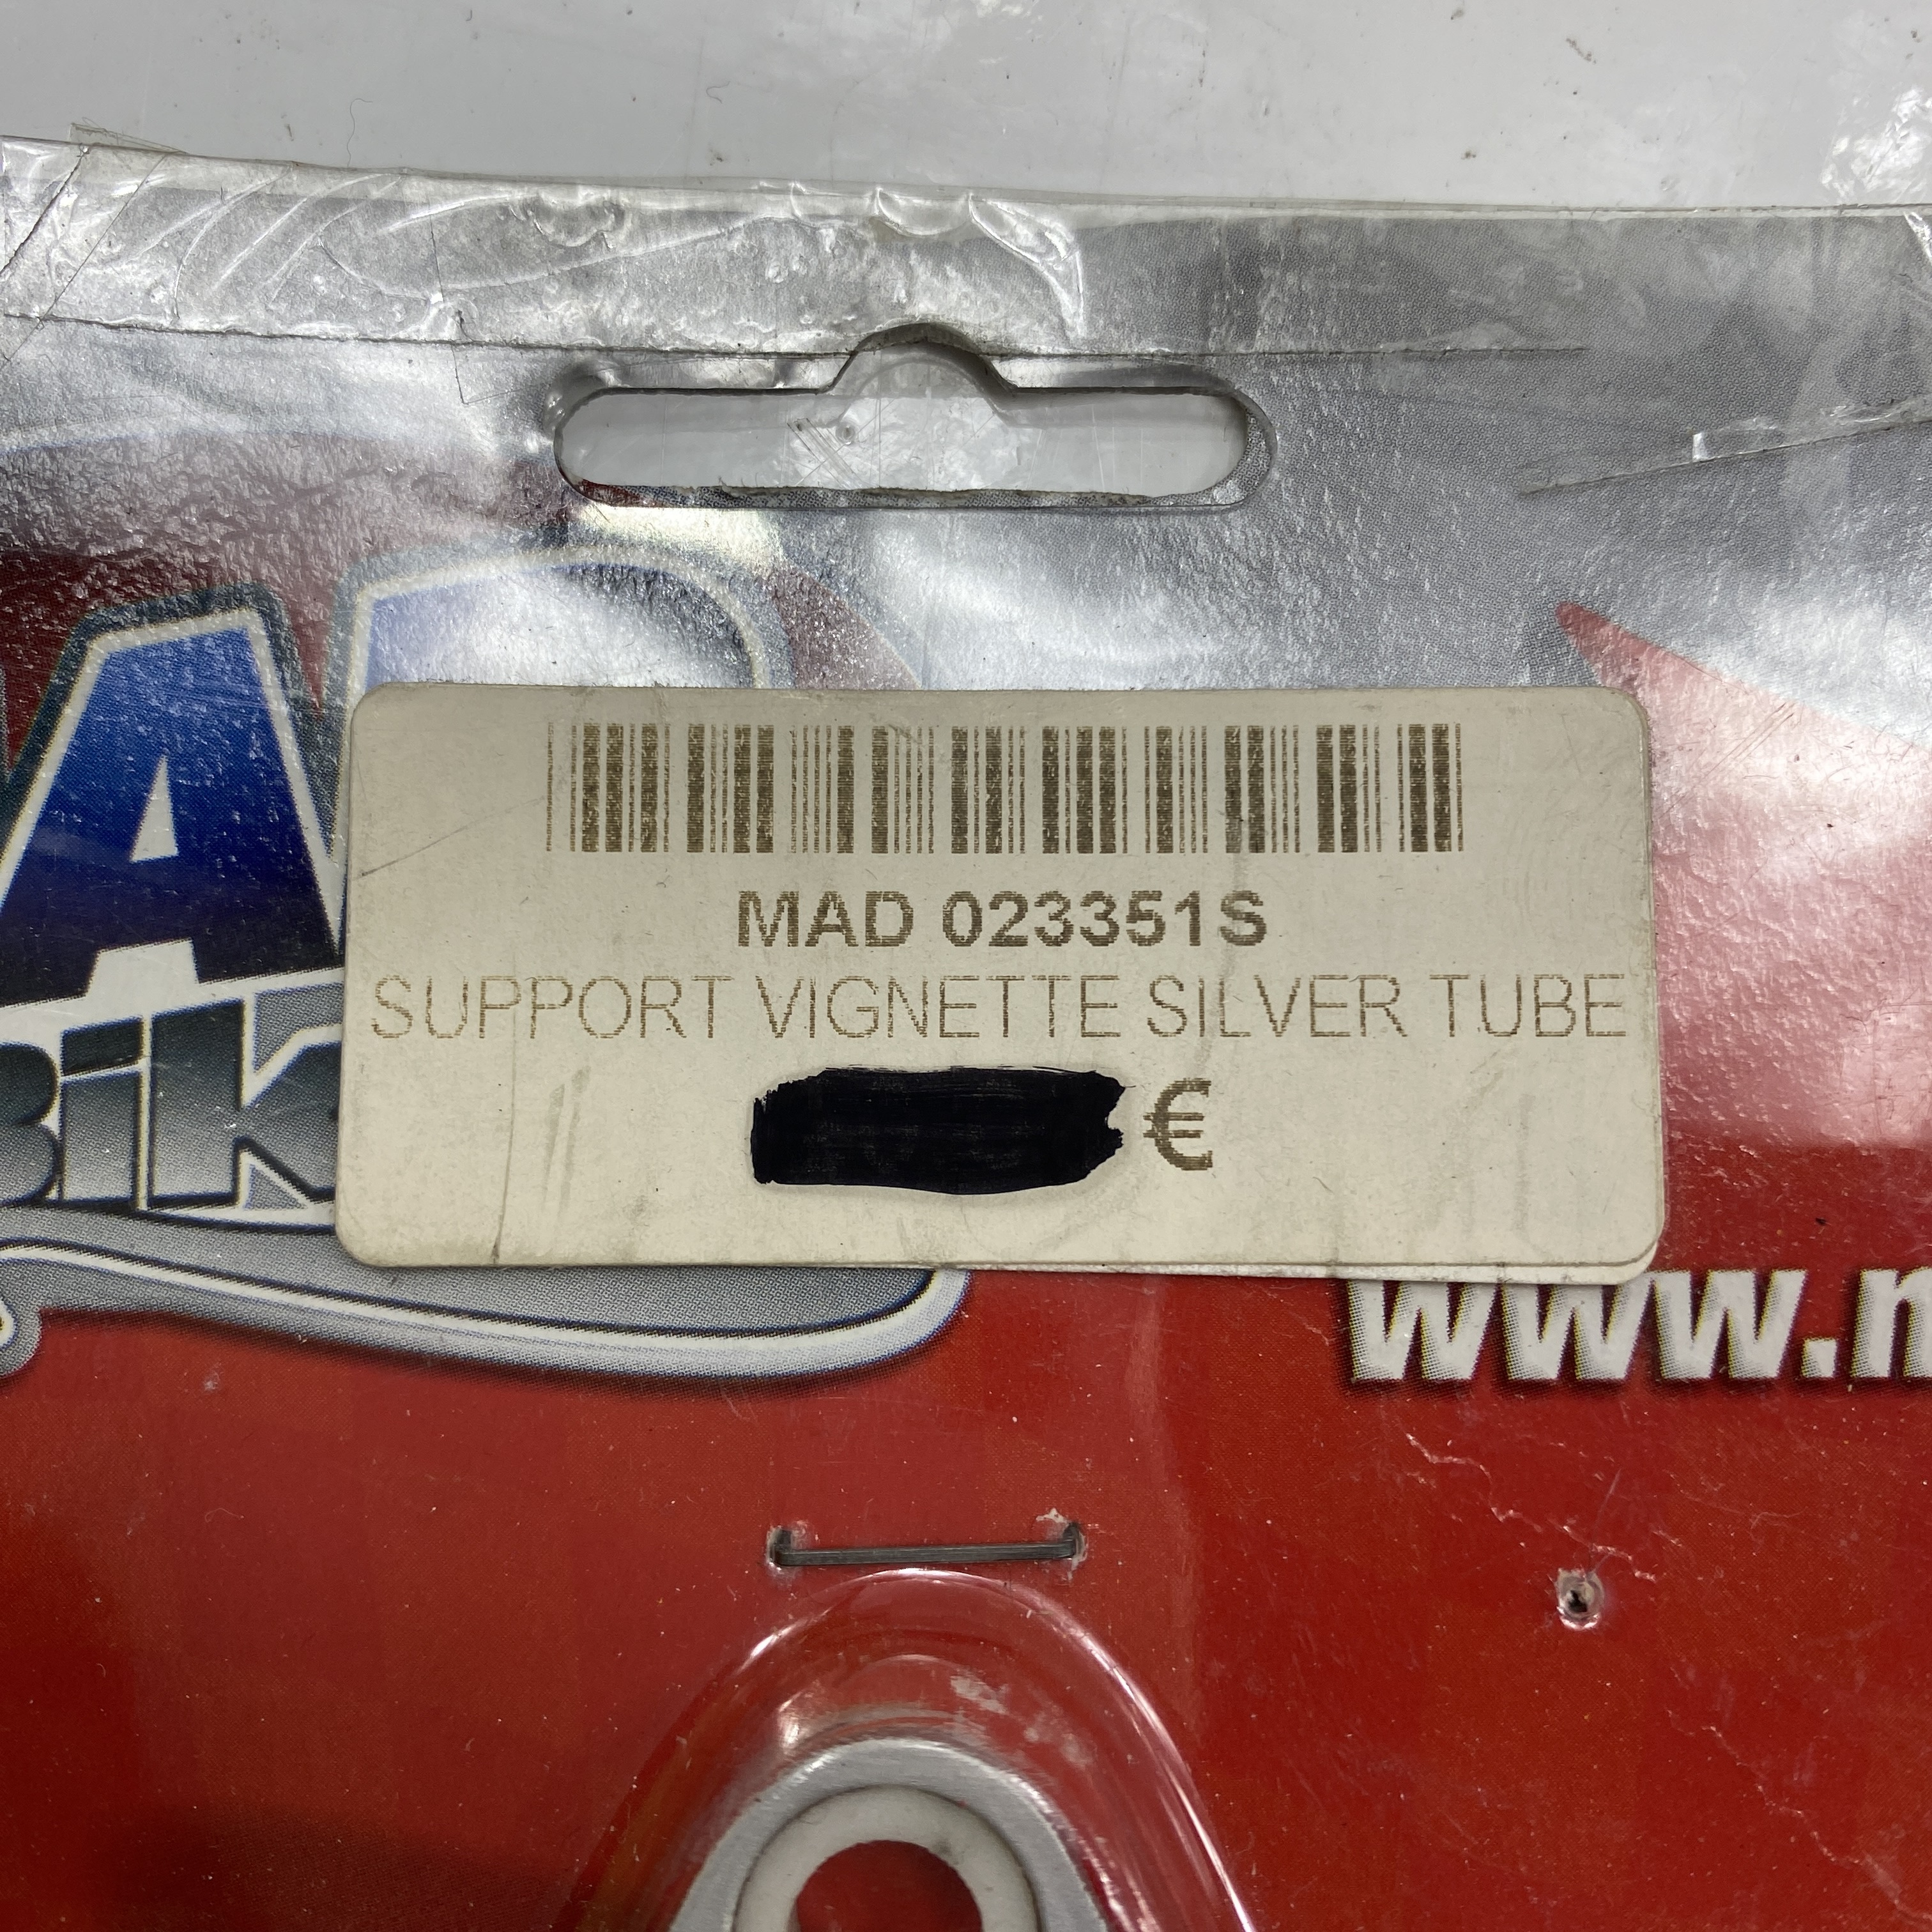 MAD 023351S
SUPPORT VIGNETTE SILVER TUBE
€
www.